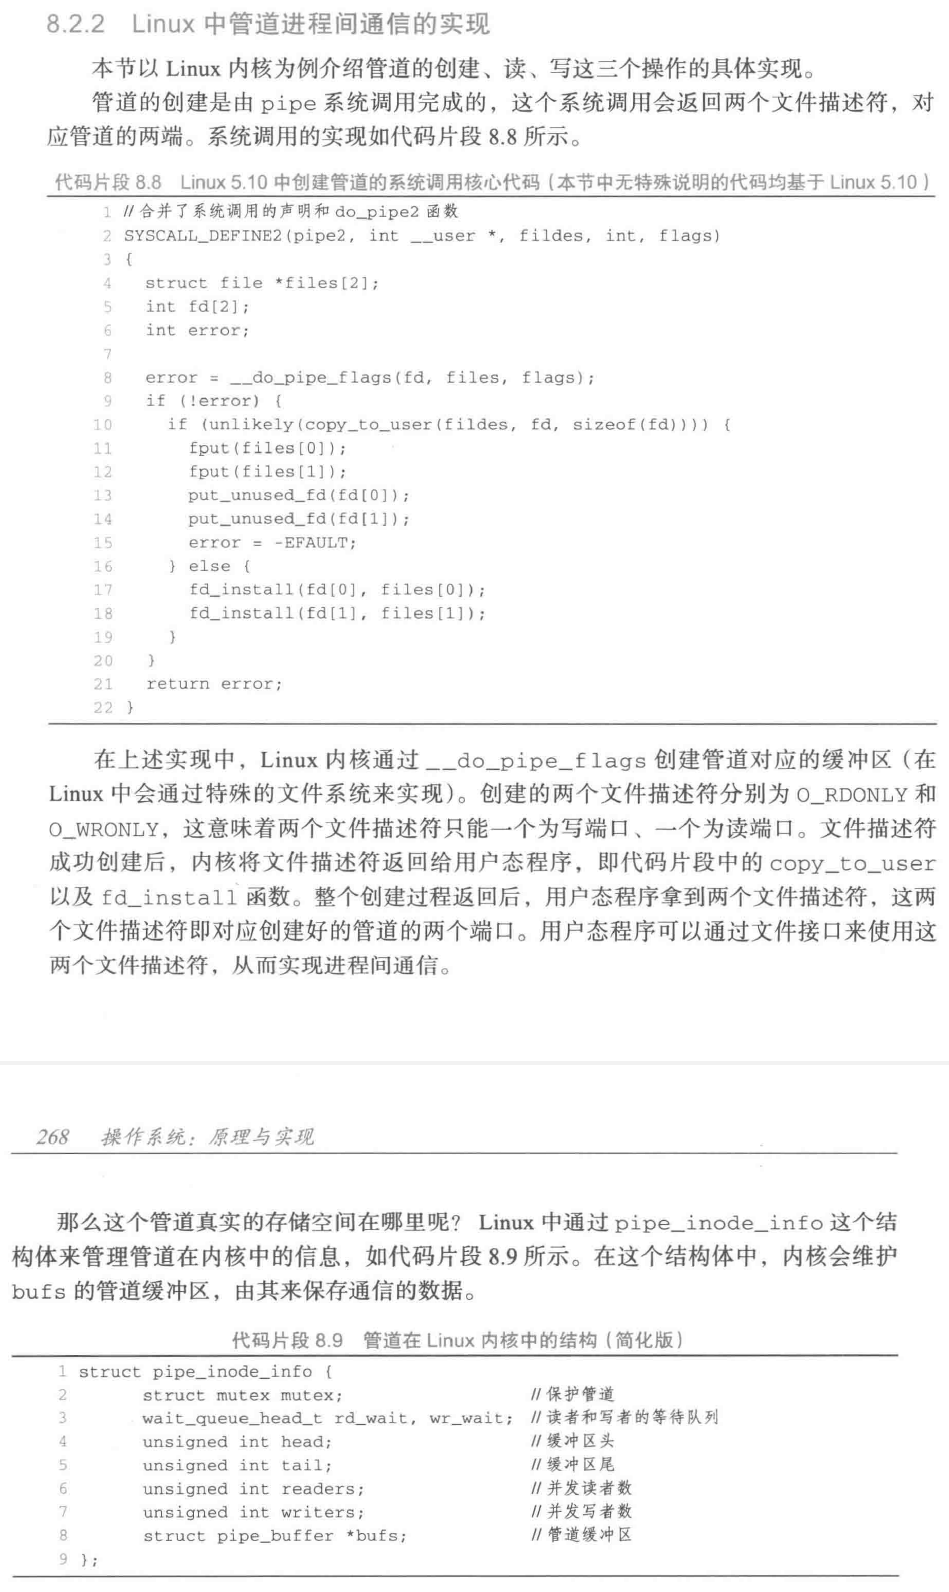 8.2.2 Linux 中管道进程间通信的实现
本节以 Linux 内核为例介绍管道的创建、读、写这三个操作的具体实现。
管道的创建是由 pipe 系统调用完成的，这个系统调用会返回两个文件描述符，对
应管道的两端。系统调用的实现如代码片段 8.8 所示。
代码片段 8.8 Linux 5.10 中创建管道的系统调用核心代码（本节中无特殊说明的代码均基于 Linux 5.10）
1 // 合并了系统调用的声明和 do_pipe2 函数
2 SYSCALL_DEFINE2(pipe2, int __user *, fildes, int, flags)
3 {
4 struct file *files[2];
5 int fd[2];
6 int error;
7
8 error = __do_pipe_flags(fd, files, flags);
9 if (!error) {
10 if (unlikely(copy_to_user(fildes, fd, sizeof(fd)))) {
11 fput(files[0]);
12 fput(files[1]);
13 put_unused_fd(fd[0]);
14 put_unused_fd(fd[1]);
15 error = -EFAULT;
16 } else {
17 fd_install(fd[0], files[0]);
18 fd_install(fd[1], files[1]);
19 }
20 }
21 return error;
22 }
在上述实现中，Linux 内核通过 __do_pipe_flags 创建管道对应的缓冲区（在
Linux 中会通过特殊的文件系统来实现）。创建的两个文件描述符分别为 O_RDONLY 和
O_WRONLY，这意味着两个文件描述符只能一个为写端口、一个为读端口。文件描述符
成功创建后，内核将文件描述符返回给用户态程序，即代码片段中的 copy_to_user
以及 fd_install 函数。整个创建过程返回后，用户态程序拿到两个文件描述符，这两
个文件描述符即对应创建好的管道的两个端口。用户态程序可以通过文件接口来使用这
两个文件描述符，从而实现进程间通信。
268 操作系统：原理与实现
那么这个管道真实的存储空间在哪里呢？ Linux 中通过 pipe_inode_info 这个结
构体来管理管道在内核中的信息，如代码片段 8.9 所示。在这个结构体中，内核会维护
bufs 的管道缓冲区，由其来保存通信的数据。
代码片段 8.9 管道在 Linux 内核中的结构（简化版）
1 struct pipe_inode_info {
2 struct mutex mutex; // 保护管道
3 wait_queue_head_t rd_wait, wr_wait; // 读者和写者的等待队列
4 unsigned int head; // 缓冲区头
5 unsigned int tail; // 缓冲区尾
6 unsigned int readers; // 并发读者数
7 unsigned int writers; // 并发写者数
8 struct pipe_buffer *bufs; // 管道缓冲区
9 };